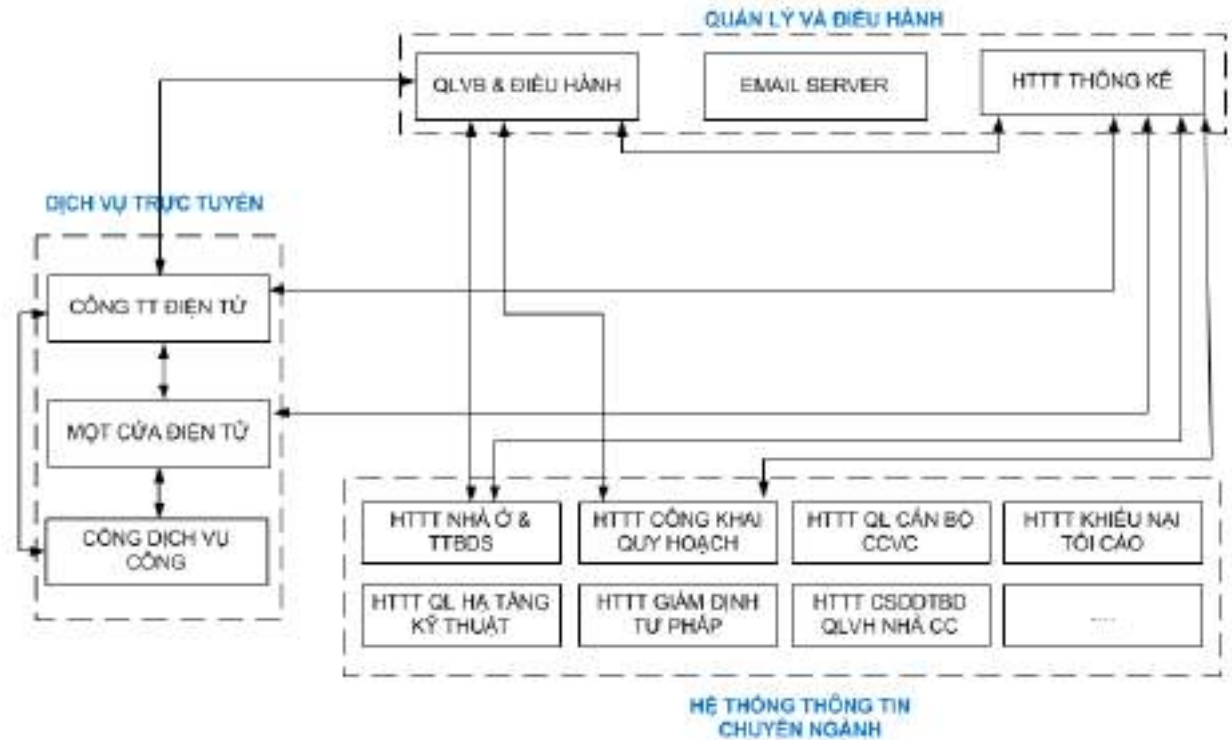 QUẢN LÝ VÀ ĐIỀU HÀNH
QLVB & ĐIỀU HÀNH
EMAIL SERVER
HTTT THỐNG KÊ
DỊCH VỤ TRỰC TUYẾN
CỔNG TT ĐIỆN TỬ
MỘT CỬA ĐIỆN TỬ
CỔNG DỊCH VỤ
CÔNG
HTTT NHÀ Ở &
TTBDS
HTTT CÔNG KHAI
QUY HOẠCH
HTTT QL CÁN BỘ
CCVC
HTTT KHIẾU NẠI
TỐI CÁO
HTTT QL HẠ TẦNG
KỸ THUẬT
HTTT GIÁM ĐỊNH
TƯ PHÁP
HTTT CSDDTBD
QLVH NHÀ CC
....
HỆ THỐNG THÔNG TIN
CHUYÊN NGÀNH